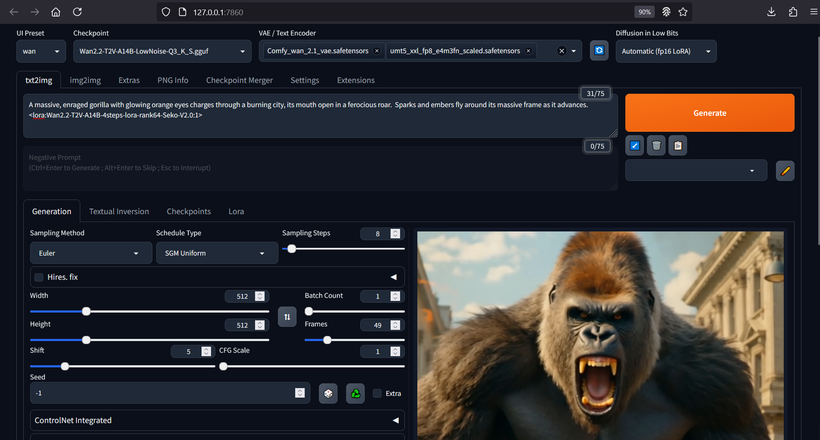 127.0.0.1:7860
90%
UI Preset
Checkpoint
VAE / Text Encoder
Diffusion in Low Bits
wan
Wan2.2-T2V-A14B-LowNoise-Q3_K_S.gguf
Comfy_wan_2.1_vae.safetensors
umt5_xxl_fp8_e4m3fn_scaled.safetensors
Automatic (fp16 LoRA)
txt2img
img2img
Extras
PNG Info
Checkpoint Merger
Settings
Extensions
31/75
A massive, enraged gorilla with glowing orange eyes charges through a burning city, its mouth open in a ferocious roar. Sparks and embers fly around its massive frame as it advances.
<lora:Wan2.2-T2V-A14B-4steps-lora-rank64-Seko-V2.0:1>
Generate
0/75
Negative Prompt
(Ctrl+Enter to Generate ; Alt+Enter to Skip ; Esc to Interrupt)
Generation
Textual Inversion
Checkpoints
Lora
Sampling Method
Schedule Type
Sampling Steps
8
Euler
SGM Uniform
Hires. fix
Width
512
Batch Count
1
Height
512
Frames
49
Shift
5
CFG Scale
1
Seed
-1
Extra
ControlNet Integrated